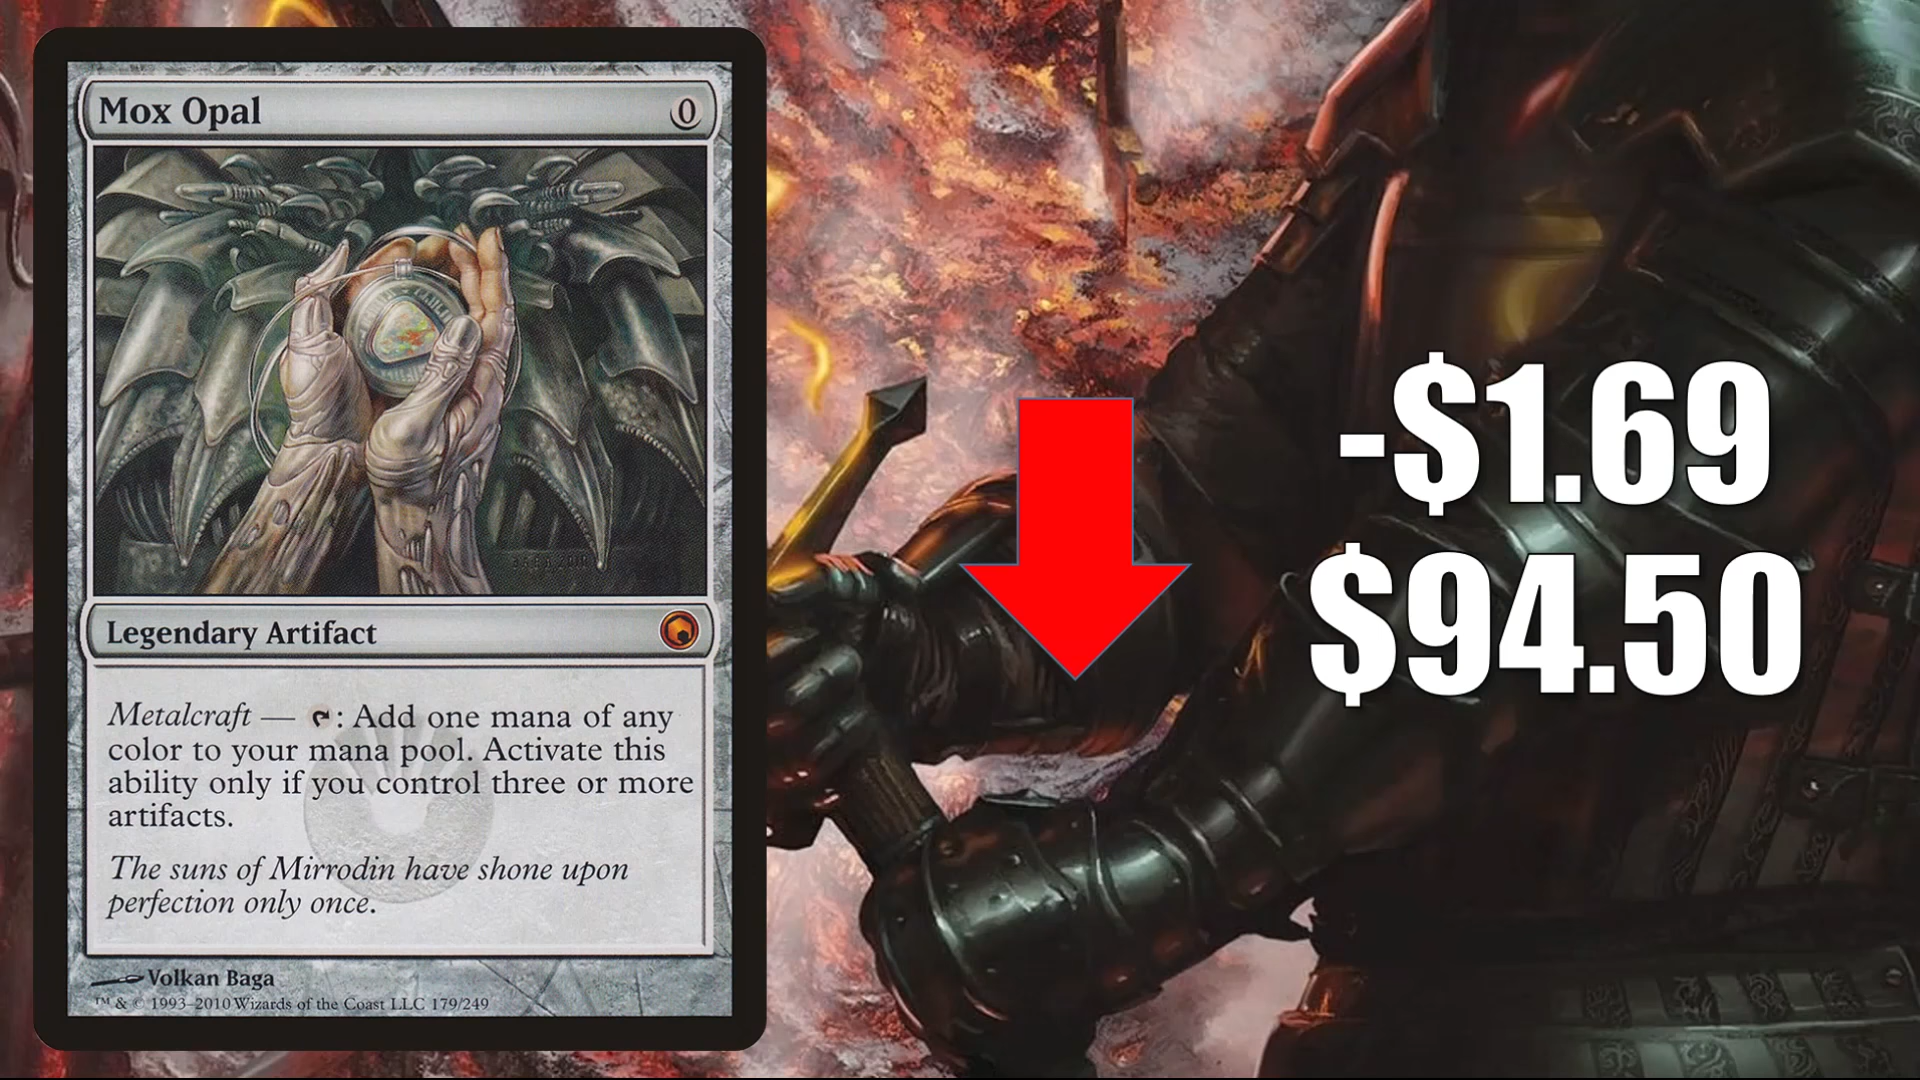 Mox Opal
0
Legendary Artifact
Metalcraft — : Add one mana of any
color to your mana pool. Activate this
ability only if you control three or more
artifacts.
The suns of Mirrodin have shone upon
perfection only once.
Volkan Baga
™ & © 1993–2010 Wizards of the Coast LLC 179/249
-$1.69
$94.50